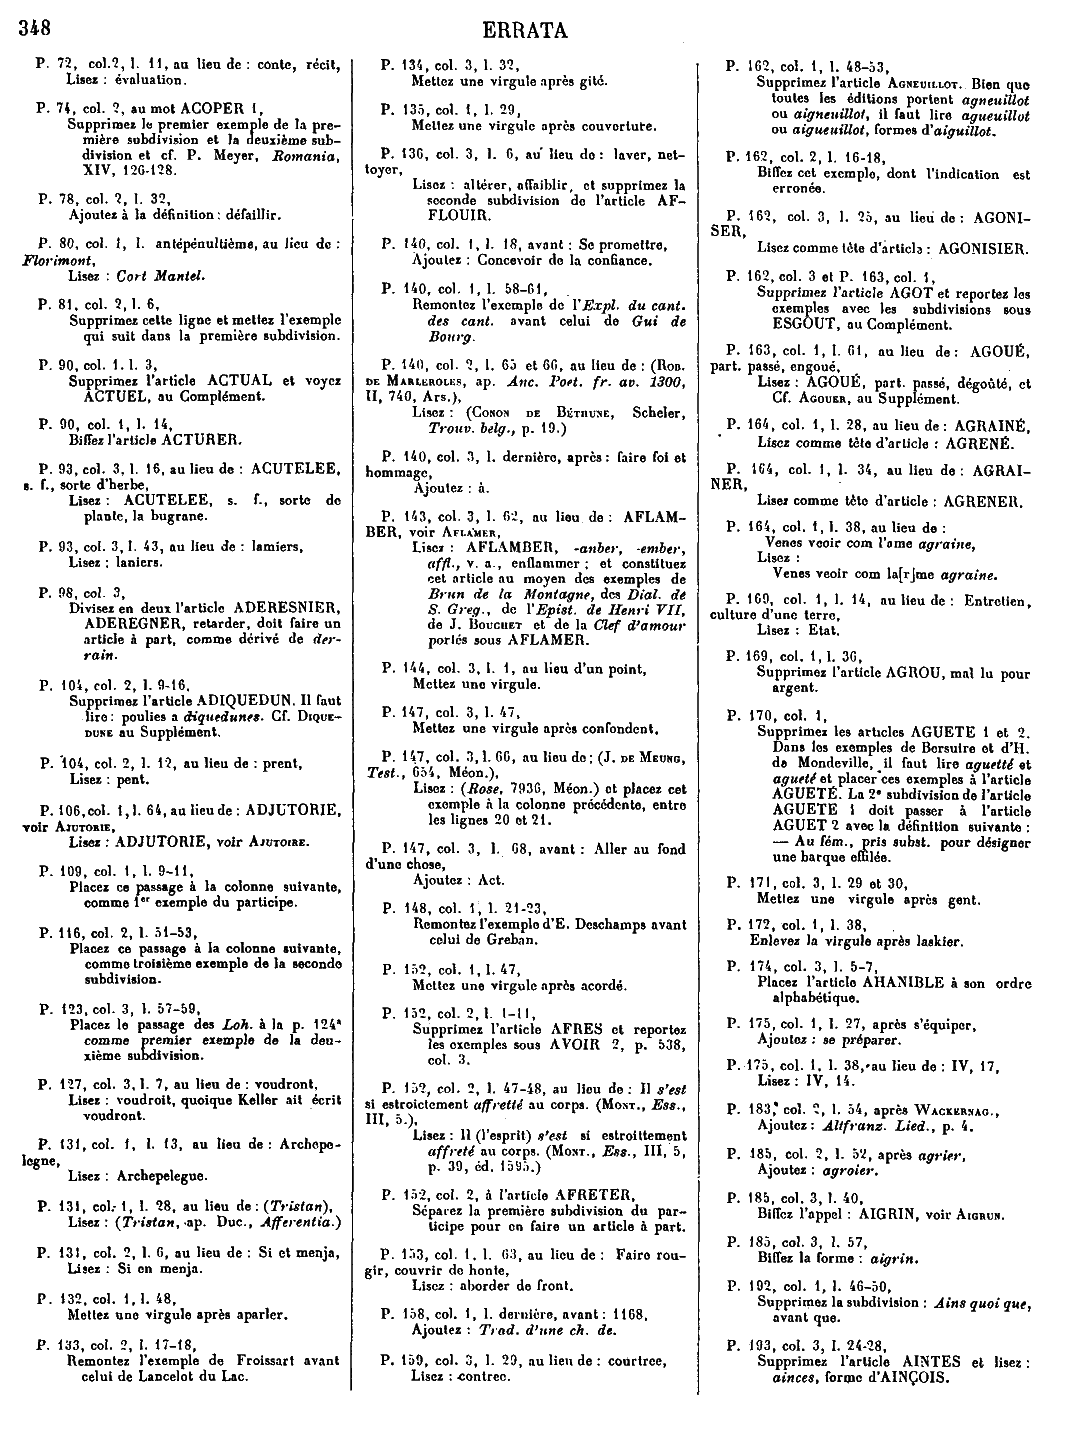 348
ERRATA
P. 72, col. 2, l. 11, au lieu de : conte, récit,
Lisez : évaluation.
P. 74, col. 2, au mot ACOPER 1,
Supprimez le premier exemple de la pre-
mière subdivision et la deuxième sub-
division et cf. P. Meyer, Romania,
XIV, 126-128.
P. 78, col. 2, l. 32,
Ajoutez à la définition : défaillir.
P. 80, col. 1, l. antépénultième, au lieu de :
Florimont,
Lisez : Cort Mantel.
P. 81, col. 2, l. 6,
Supprimez cette ligne et mettez l'exemple
qui suit dans la première subdivision.
P. 90, col. 1. l. 3,
Supprimez l'article ACTUAL et voyez
ACTUEL, au Complément.
P. 90, col. 1, l. 14,
Biffez l'article ACTURER.
P. 93, col. 3, l. 16, au lieu de : ACUTELEE,
s. f., sorte d'herbe,
Lisez : ACUTELEE, s. f., sorte de
plante, la bugrane.
P. 93, col. 3, l. 43, au lieu de : lamiers,
Lisez : laniers.
P. 98, col. 3,
Divisez en deux l'article ADERESNIER,
ADEREGNER, retarder, doit faire un
article à part, comme dérivé de der-
rain.
P. 104, col. 2, l. 9-16,
Supprimez l'article ADIQUEDUN. Il faut
lire : poulies a diquedunes. Cf. DIQUE-
DUNE au Supplément.
P. 104, col. 2, l. 12, au lieu de : prent,
Lisez : pent.
P. 106, col. 1, l. 64, au lieu de : ADJUTORIE,
voir AJUTORIE,
Lisez : ADJUTORIE, voir AJUTOIRE.
P. 109, col. 1, l. 9-11,
Placez ce passage à la colonne suivante,
comme 1er exemple du participe.
P. 116, col. 2, l. 51-53,
Placez ce passage à la colonne suivante,
comme troisième exemple de la seconde
subdivision.
P. 123, col. 3, l. 57-59,
Placez le passage des Loh. à la p. 124a
comme premier exemple de la deu-
xième subdivision.
P. 127, col. 3, l. 7, au lieu de : voudront,
Lisez : voudroit, quoique Keller ait écrit
voudront.
P. 131, col. 1, l. 13, au lieu de : Archepe-
legne,
Lisez : Archepelegue.
P. 131, col. 1, l. 28, au lieu de : (Tristan),
Lisez : (Tristan, ap. Duc., Afferentia.)
P. 131, col. 2, l. 6, au lieu de : Si et menja,
Lisez : Si en menja.
P. 132, col. 1, l. 48,
Mettez une virgule après aparler.
P. 133, col. 2, l. 17-18,
Remontez l'exemple de Froissart avant
celui de Lancelot du Lac.
P. 134, col. 3, l. 32,
Mettez une virgule après gité.
P. 135, col. 1, l. 29,
Mettez une virgule après couverture.
P. 136, col. 3, l. 6, au lieu de : laver, net-
toyer,
Lisez : altérer, affaiblir, et supprimez la
seconde subdivision de l'article AF-
FLOUIR.
P. 140, col. 1, l. 18, avant : Se promettre,
Ajoutez : Concevoir de la confiance.
P. 140, col. 1, l. 58-61,
Remontez l'exemple de l'Expl. du cant.
des cant. avant celui de Gui de
Bourg.
P. 140, col. 2, l. 65 et 66, au lieu de : (ROB.
DE MARLEROLES, ap. Anc. Poet. fr. av. 1300,
II, 740, Ars.),
Lisez : (CONON DE BÉTHUNE, Scheler,
Trouv. belg., p. 19.)
P. 140, col. 3, l. dernière, après : faire foi et
hommage,
Ajoutez : à.
P. 143, col. 3, l. 62, au lieu de : AFLAM-
BER, voir AFLAMER,
Lisez : AFLAMBER, -anber, -ember,
affl., v. a., enflammer ; et constituez
cet article au moyen des exemples de
Brun de la Montagne, des Dial. de
S. Greg., de l'Epist. de Henri VII,
de J. BOUCHET et de la Clef d'amour
portés sous AFLAMER.
P. 144, col. 3, l. 1, au lieu d'un point,
Mettez une virgule.
P. 147, col. 3, l. 47,
Mettez une virgule après confondent.
P. 147, col. 3, l. 66, au lieu de : (J. DE MEUNG,
Test., 654, Méon.),
Lisez : (Rose, 7936, Méon.) et placez cet
exemple à la colonne précédente, entre
les lignes 20 et 21.
P. 147, col. 3, l. 68, avant : Aller au fond
d'une chose,
Ajoutez : Act.
P. 148, col. 1, l. 21-23,
Remontez l'exemple d'E. Deschamps avant
celui de Greban.
P. 152, col. 1, l. 47,
Mettez une virgule après acordé.
P. 152, col. 2, l. 1-11,
Supprimez l'article AFRES et reportez
les exemples sous AVOIR 2, p. 538,
col. 3.
P. 152, col. 2, l. 47-48, au lieu de : Il s'est
si estroictement affretté au corps. (MONT., Ess.,
III, 5.),
Lisez : Il (l'esprit) s'est si estroittement
affreté au corps. (MONT., Ess., III, 5,
p. 39, éd. 1595.)
P. 152, col. 2, à l'article AFRETER,
Séparez la première subdivision du par-
ticipe pour en faire un article à part.
P. 153, col. 1, l. 63, au lieu de : Faire rou-
gir, couvrir de honte,
Lisez : aborder de front.
P. 158, col. 1, l. dernière, avant : 1168,
Ajoutez : Trad. d'une ch. de.
P. 159, col. 3, l. 29, au lieu de : courtree,
Lisez : contree.
P. 162, col. 1, l. 48-53,
Supprimez l'article AGNEUILLOT. Bien que
toutes les éditions portent agneuillot
ou aigneuillot, il faut lire agueuillot
ou aigueuillot, formes d'aiguillot.
P. 162, col. 2, l. 16-18,
Biffez cet exemple, dont l'indication est
erronée.
P. 162, col. 3, l. 25, au lieu de : AGONI-
SER,
Lisez comme tête d'article : AGONISIER.
P. 162, col. 3 et P. 163, col. 1,
Supprimez l'article AGOT et reportez les
exemples avec les subdivisions sous
ESGOUT, au Complément.
P. 163, col. 1, l. 61, au lieu de : AGOUÉ,
part. passé, engoué,
Lisez : AGOUÉ, part. passé, dégoûté, et
Cf. AGOUER, au Supplément.
P. 164, col. 1, l. 28, au lieu de : AGRAINÉ,
Lisez comme tête d'article : AGRENÉ.
P. 164, col. 1, l. 34, au lieu de : AGRAI-
NER,
Lisez comme tête d'article : AGRENER.
P. 164, col. 1, l. 38, au lieu de :
Venes veoir com l'ame agraine,
Lisez :
Venes veoir com la[r]me agraine.
P. 169, col. 1, l. 14, au lieu de : Entretien,
culture d'une terre,
Lisez : Etat.
P. 169, col. 1, l. 36,
Supprimez l'article AGROU, mal lu pour
argent.
P. 170, col. 1,
Supprimez les articles AGUETE 1 et 2.
Dans les exemples de Bersuire et d'H.
de Mondeville, il faut lire aguetté et
agueté et placer ces exemples à l'article
AGUETÉ. La 2e subdivision de l'article
AGUETE 1 doit passer à l'article
AGUET 2 avec la définition suivante :
— Au fém., pris subst. pour désigner
une barque effilée.
P. 171, col. 3, l. 29 et 30,
Mettez une virgule après gent.
P. 172, col. 1, l. 38,
Enlevez la virgule après laskier.
P. 174, col. 3, l. 5-7,
Placez l'article AHANIBLE à son ordre
alphabétique.
P. 175, col. 1, l. 27, après s'équiper,
Ajoutez : se préparer.
P. 175, col. 1, l. 38, au lieu de : IV, 17,
Lisez : IV, 14.
P. 183, col. 2, l. 54, après WACKERNAG.,
Ajoutez : Altfranz. Lied., p. 4.
P. 185, col. 2, l. 52, après agrier,
Ajoutez : agroier.
P. 185, col. 3, l. 40,
Biffez l'appel : AIGRIN, voir AIGRUN.
P. 185, col. 3, l. 57,
Biffez la forme : aigrin.
P. 192, col. 1, l. 46-50,
Supprimez la subdivision : Ains quoi que,
avant que.
P. 193, col. 3, l. 24-28,
Supprimez l'article AINTES et lisez :
ainces, forme d'AINÇOIS.